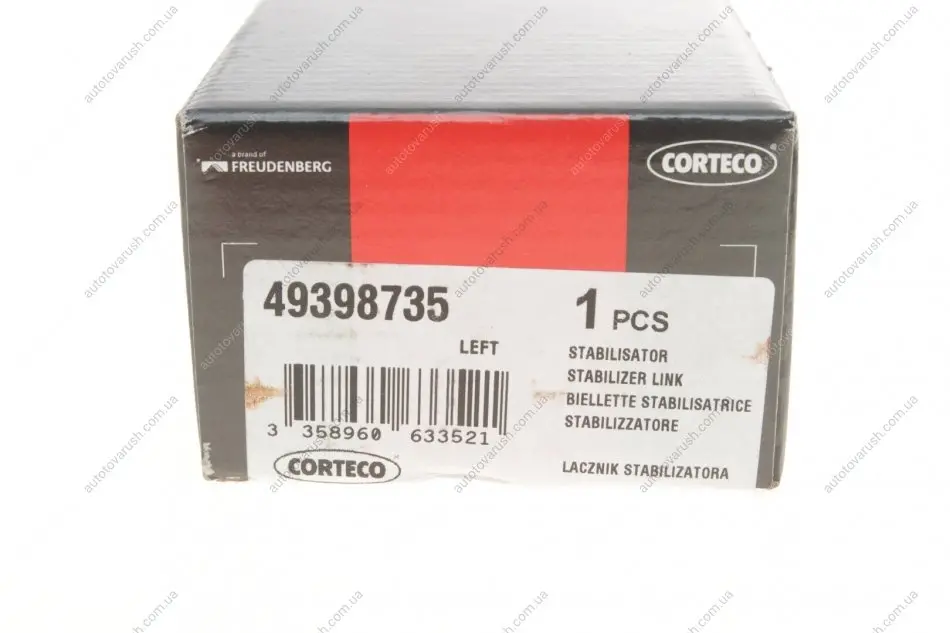 a brand of
FREUDENBERG
CORTECO
49398735
1 PCS
LEFT
STABILISATOR
STABILIZER LINK
BIELLETTE STABILISATRICE
STABILIZZATORE
3 358960 633521
CORTECO
LACZNIK STABILIZATORA
autotovarush.com.ua